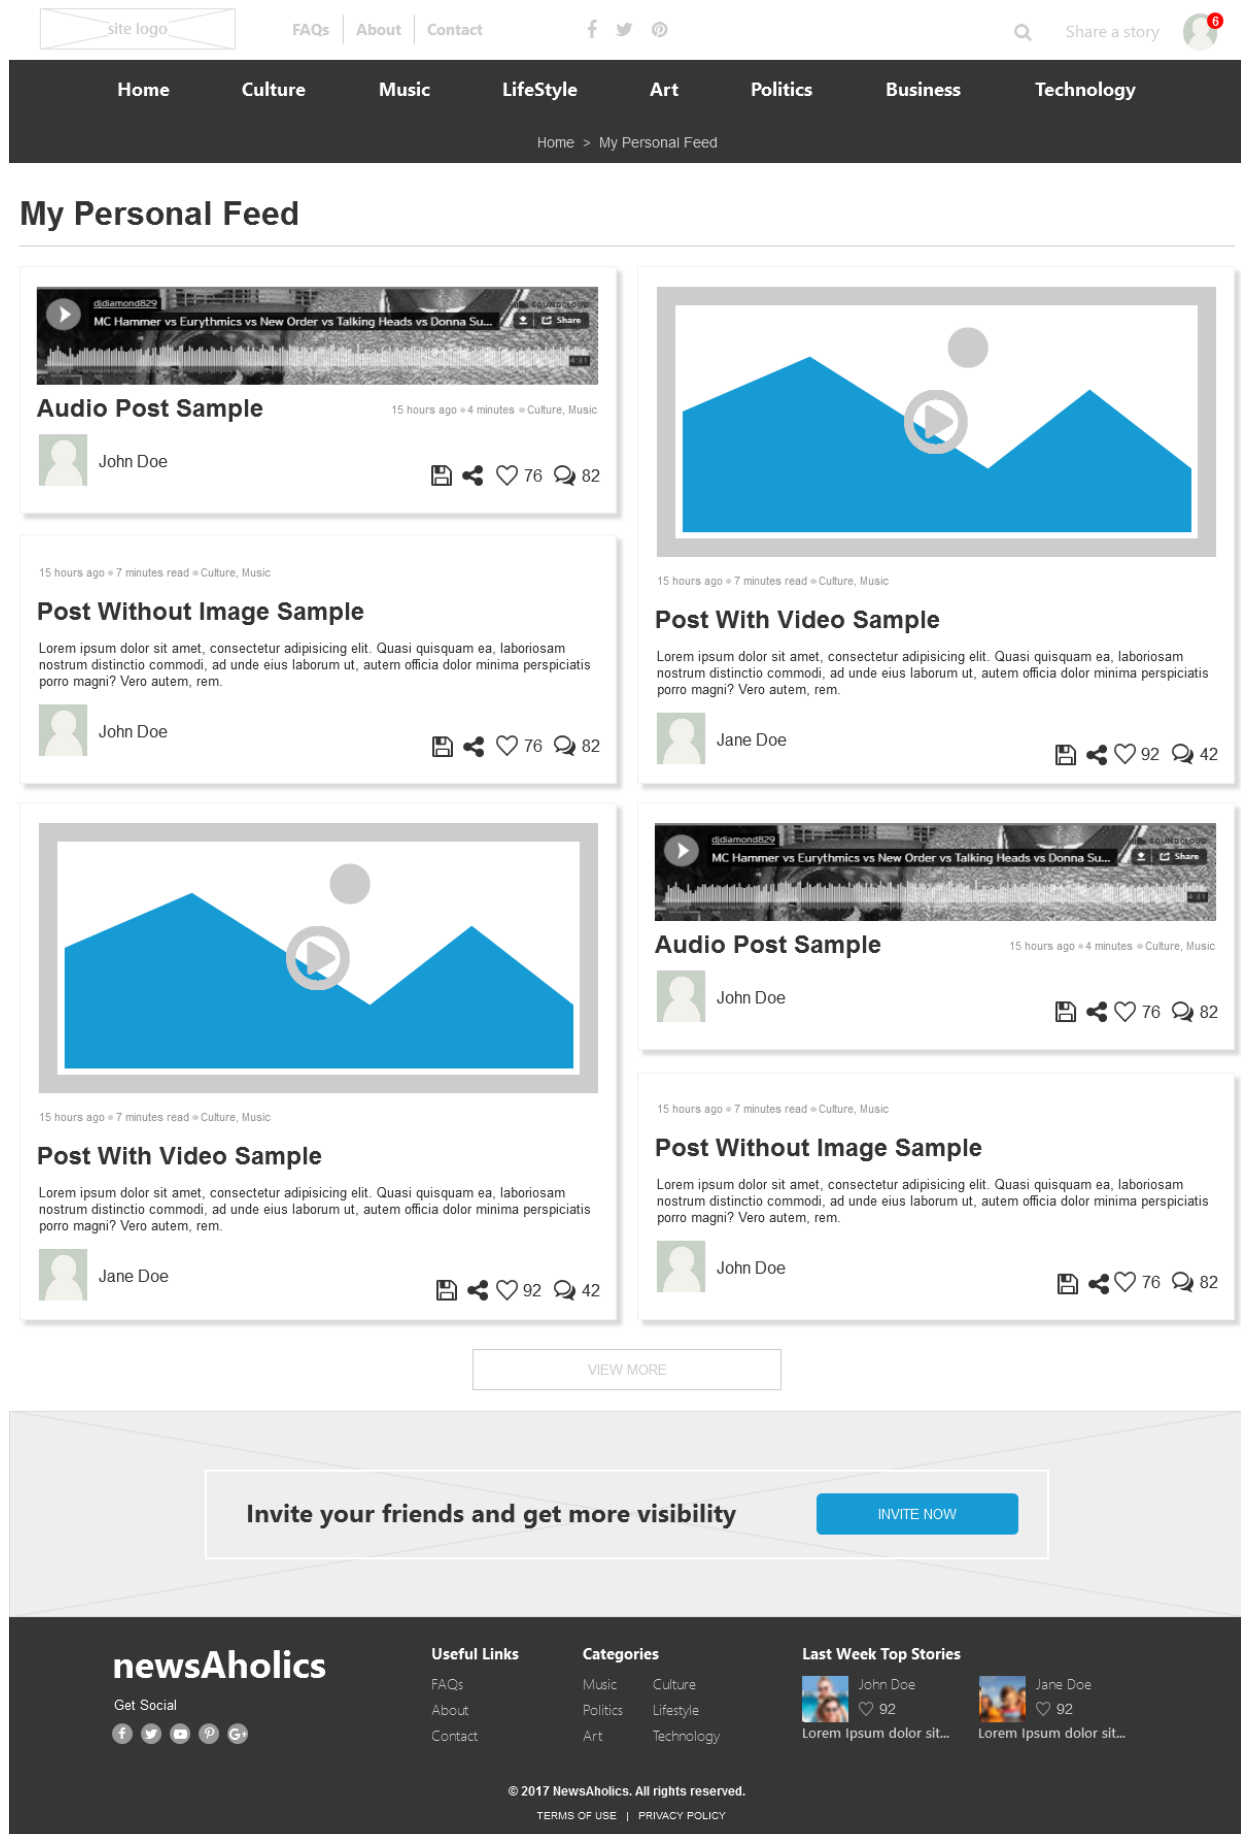 site logo
FAQs
About
Contact
Share a story
6
Home
Culture
Music
LifeStyle
Art
Politics
Business
Technology
Home > My Personal Feed
My Personal Feed
djdiamond829
SOUNDCLOUD
MC Hammer vs Eurythmics vs New Order vs Talking Heads vs Donna Su...
Share
4:21
Audio Post Sample
15 hours ago 4 minutes Culture, Music
John Doe
76
82
15 hours ago 7 minutes read Culture, Music
Post Without Image Sample
Lorem ipsum dolor sit amet, consectetur adipisicing elit. Quasi quisquam ea, laboriosam
nostrum distinctio commodi, ad unde eius laborum ut, autem officia dolor minima perspiciatis
porro magni? Vero autem, rem.
John Doe
76
82
15 hours ago 7 minutes read Culture, Music
Post With Video Sample
Lorem ipsum dolor sit amet, consectetur adipisicing elit. Quasi quisquam ea, laboriosam
nostrum distinctio commodi, ad unde eius laborum ut, autem officia dolor minima perspiciatis
porro magni? Vero autem, rem.
Jane Doe
92
42
15 hours ago 7 minutes read Culture, Music
Post With Video Sample
Lorem ipsum dolor sit amet, consectetur adipisicing elit. Quasi quisquam ea, laboriosam
nostrum distinctio commodi, ad unde eius laborum ut, autem officia dolor minima perspiciatis
porro magni? Vero autem, rem.
Jane Doe
92
42
djdiamond829
SOUNDCLOUD
MC Hammer vs Eurythmics vs New Order vs Talking Heads vs Donna Su...
Share
4:21
Audio Post Sample
15 hours ago 4 minutes Culture, Music
John Doe
76
82
15 hours ago 7 minutes read Culture, Music
Post Without Image Sample
Lorem ipsum dolor sit amet, consectetur adipisicing elit. Quasi quisquam ea, laboriosam
nostrum distinctio commodi, ad unde eius laborum ut, autem officia dolor minima perspiciatis
porro magni? Vero autem, rem.
John Doe
76
82
VIEW MORE
Invite your friends and get more visibility
INVITE NOW
newsAholics
Get Social
Useful Links
FAQs
About
Contact
Categories
Music
Culture
Politics
Lifestyle
Art
Technology
Last Week Top Stories
John Doe
92
Lorem Ipsum dolor sit...
Jane Doe
92
Lorem Ipsum dolor sit...
© 2017 NewsAholics. All rights reserved.
TERMS OF USE | PRIVACY POLICY